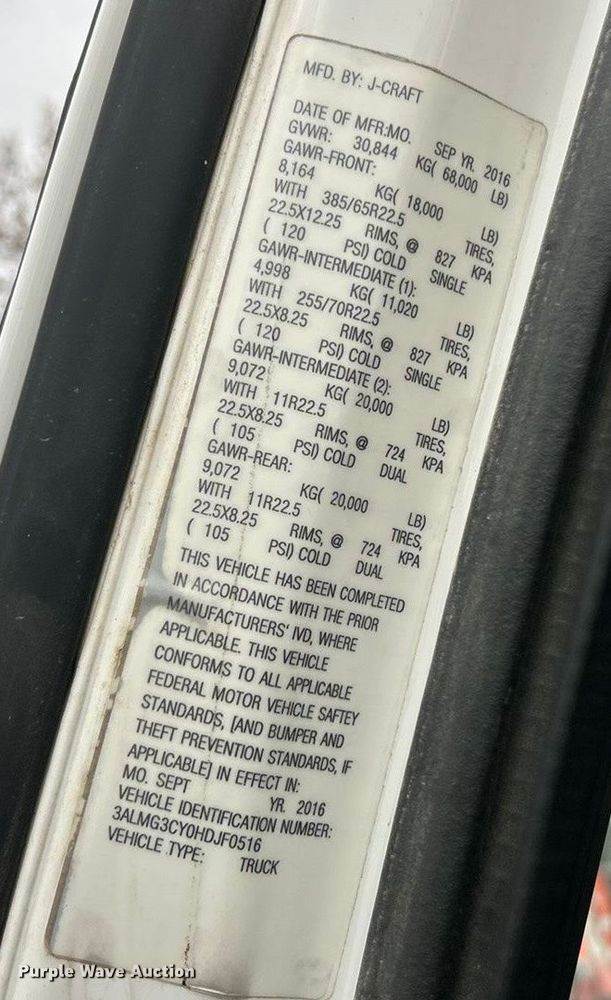 MFD. BY: J-CRAFT
DATE OF MFR:MO. SEP YR. 2016
GVWR: 30,844 KG( 68,000 LB)
GAWR-FRONT:
8,164 KG( 18,000 LB)
WITH 385/65R22.5 TIRES,
22.5X12.25 RIMS, @ 827 KPA
( 120 PSI) COLD SINGLE
GAWR-INTERMEDIATE (1):
4,998 KG( 11,020 LB)
WITH 255/70R22.5 TIRES,
22.5X8.25 RIMS, @ 827 KPA
( 120 PSI) COLD SINGLE
GAWR-INTERMEDIATE (2):
9,072 KG( 20,000 LB)
WITH 11R22.5 TIRES,
22.5X8.25 RIMS, @ 724 KPA
( 105 PSI) COLD DUAL
GAWR-REAR:
9,072 KG( 20,000 LB)
WITH 11R22.5 TIRES,
22.5X8.25 RIMS, @ 724 KPA
( 105 PSI) COLD DUAL
THIS VEHICLE HAS BEEN COMPLETED
IN ACCORDANCE WITH THE PRIOR
MANUFACTURERS' IVD, WHERE
APPLICABLE. THIS VEHICLE
CONFORMS TO ALL APPLICABLE
FEDERAL MOTOR VEHICLE SAFTEY
STANDARDS, [AND BUMPER AND
THEFT PREVENTION STANDARDS, IF
APPLICABLE] IN EFFECT IN:
MO. SEPT YR. 2016
VEHICLE IDENTIFICATION NUMBER:
3ALMG3CY0HDJF0516
VEHICLE TYPE: TRUCK
Purple Wave Auction